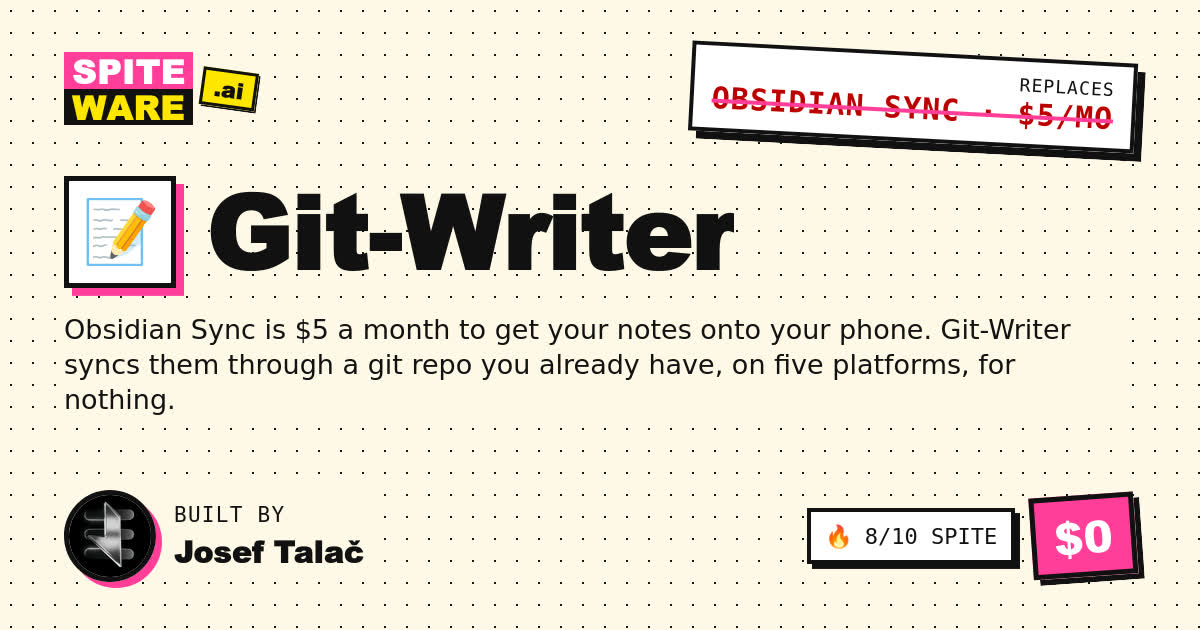 SPITE
WARE
.ai
REPLACES
OBSIDIAN SYNC · $5/MO
Git-Writer
Obsidian Sync is $5 a month to get your notes onto your phone. Git-Writer
syncs them through a git repo you already have, on five platforms, for
nothing.
BUILT BY
Josef Talač
🔥 8/10 SPITE
$0